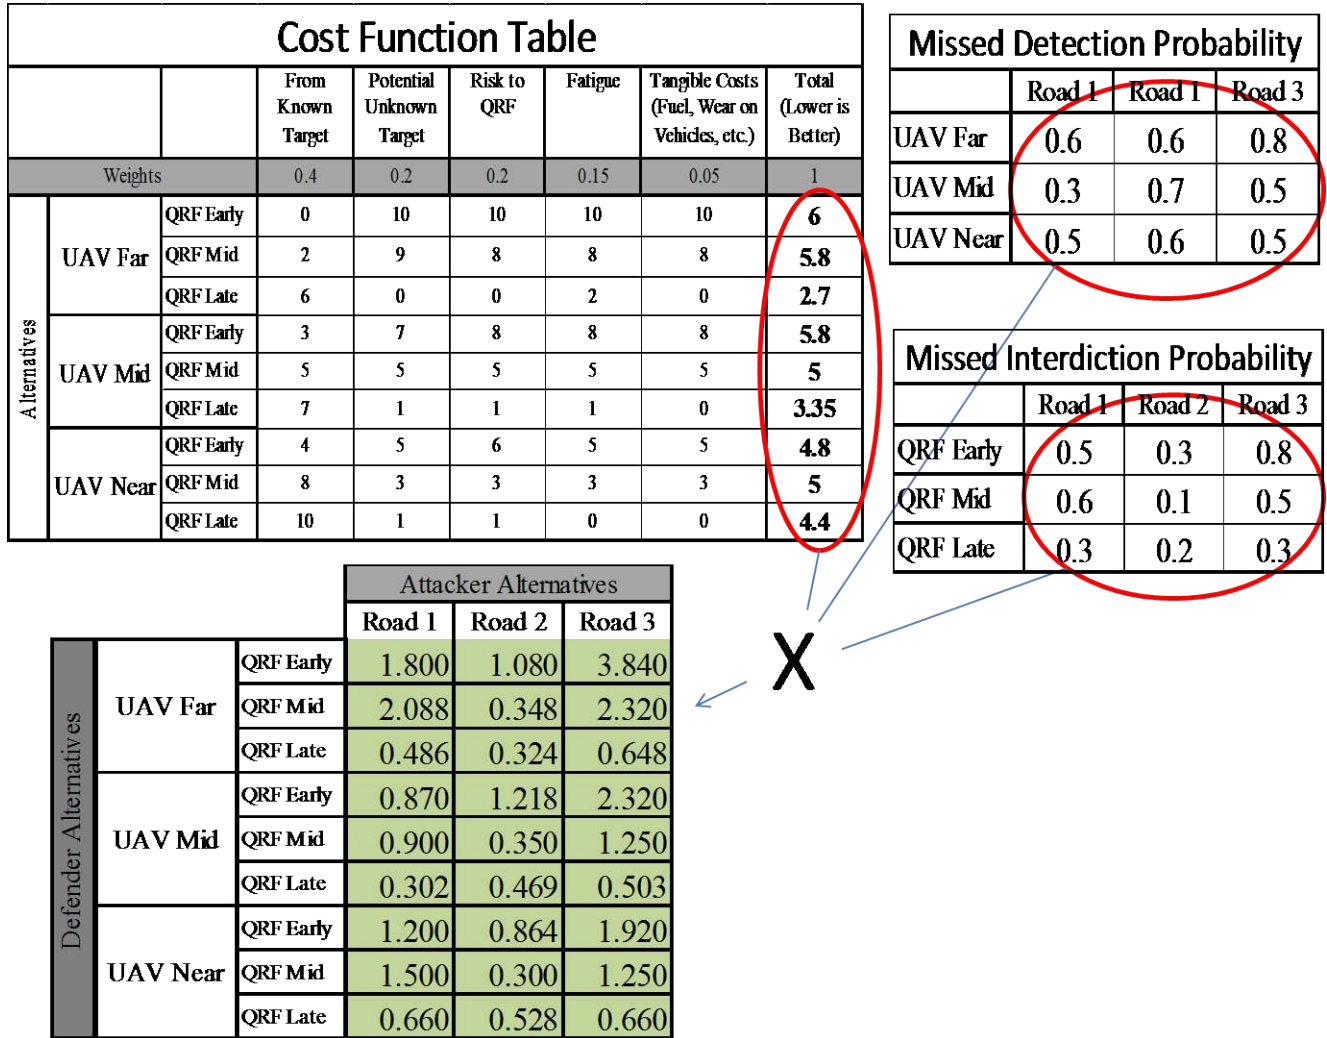 Cost Function Table
From Known Target Potential Unknown Target Risk to QRF Fatigue Tangible Costs (Fuel, Wear on Vehicles, etc.) Total (Lower is Better)
Weights 0.4 0.2 0.2 0.15 0.05 1
Alternatives
UAV Far QRF Early 0 10 10 10 10 6
QRF Mid 2 9 8 8 8 5.8
QRF Late 6 0 0 2 0 2.7
UAV Mid QRF Early 3 7 8 8 8 5.8
QRF Mid 5 5 5 5 5 5
QRF Late 7 1 1 1 0 3.35
UAV Near QRF Early 4 5 6 5 5 4.8
QRF Mid 8 3 3 3 3 5
QRF Late 10 1 1 0 0 4.4
Missed Detection Probability
Road 1 Road 1 Road 3
UAV Far 0.6 0.6 0.8
UAV Mid 0.3 0.7 0.5
UAV Near 0.5 0.6 0.5
Missed Interdiction Probability
Road 1 Road 2 Road 3
QRF Early 0.5 0.3 0.8
QRF Mid 0.6 0.1 0.5
QRF Late 0.3 0.2 0.3
X
Attacker Alternatives
Road 1 Road 2 Road 3
Defender Alternatives
UAV Far QRF Early 1.800 1.080 3.840
QRF Mid 2.088 0.348 2.320
QRF Late 0.486 0.324 0.648
UAV Mid QRF Early 0.870 1.218 2.320
QRF Mid 0.900 0.350 1.250
QRF Late 0.302 0.469 0.503
UAV Near QRF Early 1.200 0.864 1.920
QRF Mid 1.500 0.300 1.250
QRF Late 0.660 0.528 0.660